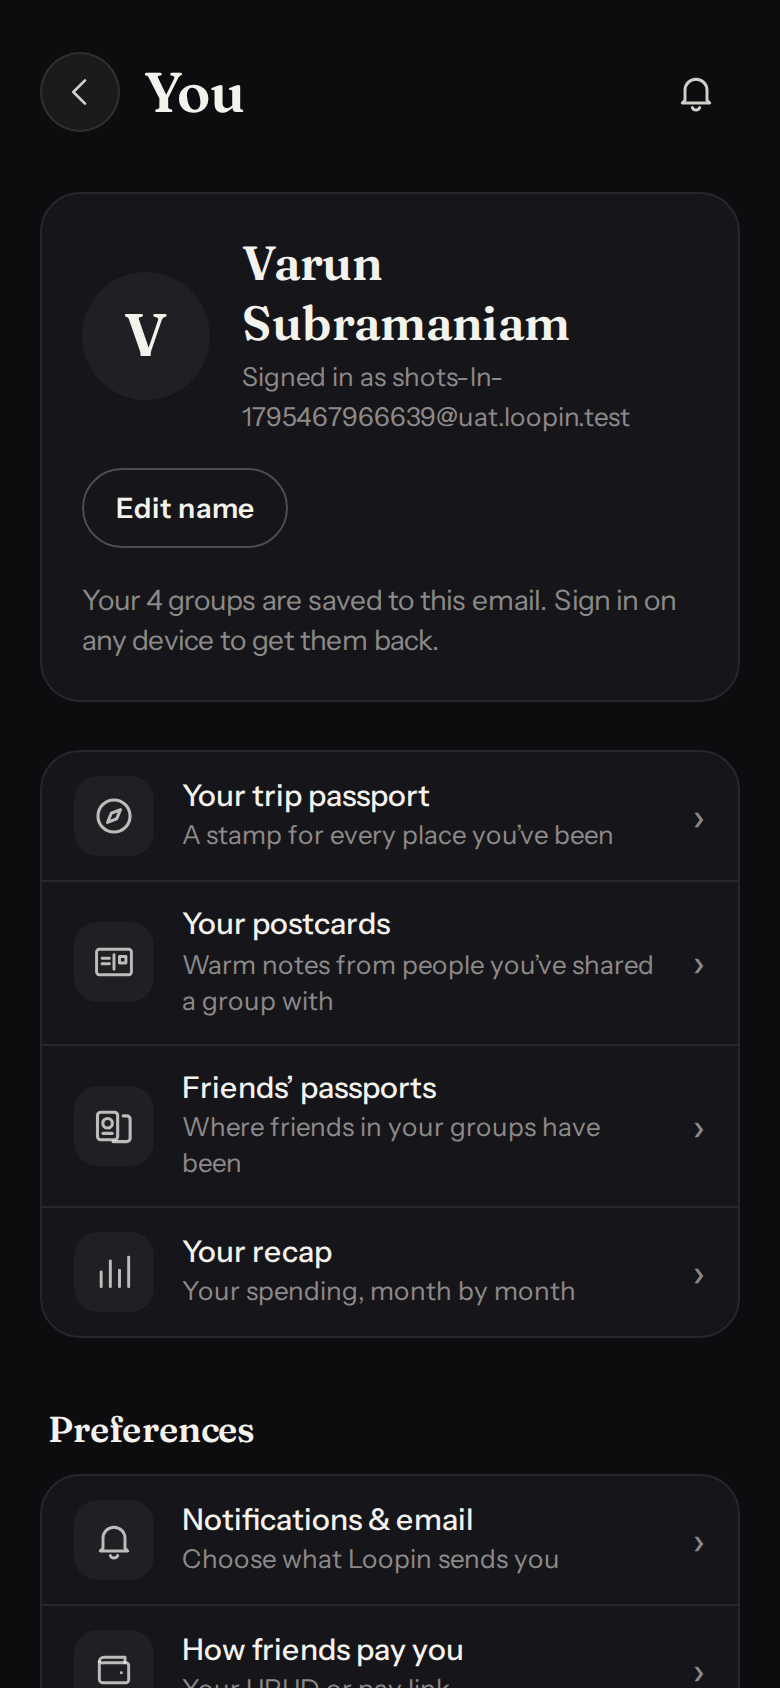 You
V
Varun
Subramaniam
Signed in as shots-In-
1795467966639@uat.loopin.test
Edit name
Your 4 groups are saved to this email. Sign in on
any device to get them back.
Your trip passport
A stamp for every place you’ve been
›
Your postcards
Warm notes from people you’ve shared
a group with
›
Friends’ passports
Where friends in your groups have
been
›
Your recap
Your spending, month by month
›
Preferences
Notifications & email
Choose what Loopin sends you
›
How friends pay you
›
Your or pay link